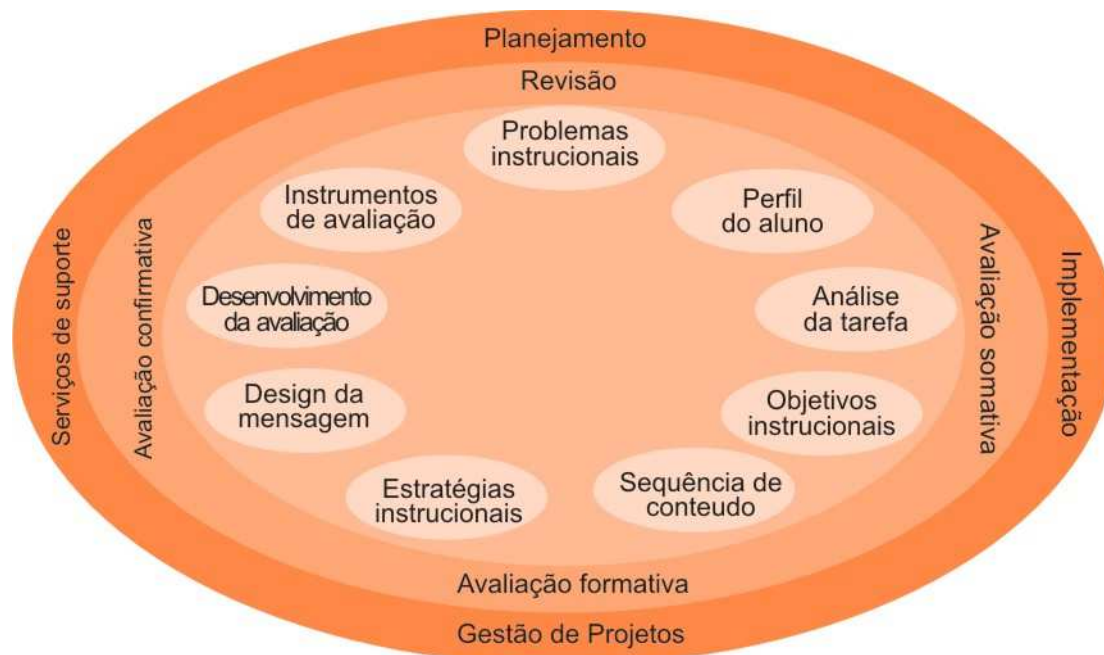 Planejamento
Revisão
Problemas
instrucionais
Instrumentos
de avaliação
Perfil
do aluno
Serviços de suporte
Avaliação confirmativa
Desenvolvimento
da avaliação
Análise
da tarefa
Avaliação somativa
Implementação
Design da
mensagem
Objetivos
instrucionais
Estratégias
instrucionais
Sequência de
conteudo
Avaliação formativa
Gestão de Projetos